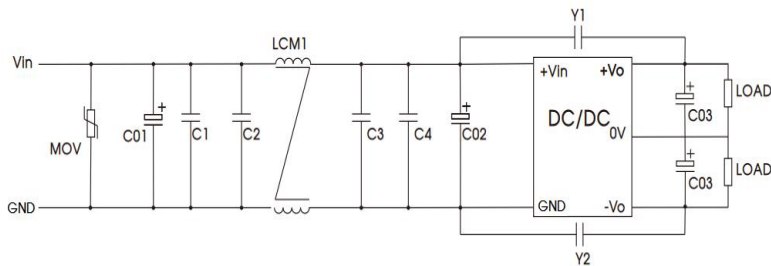 Y1
LCM1
Vin
+Vin
+Vo
LOAD
MOV
C01
C1
C2
C3
C4
C02
DC/DC
0V
C03
LOAD
C03
GND
GND
-Vo
Y2
+
+
+
+